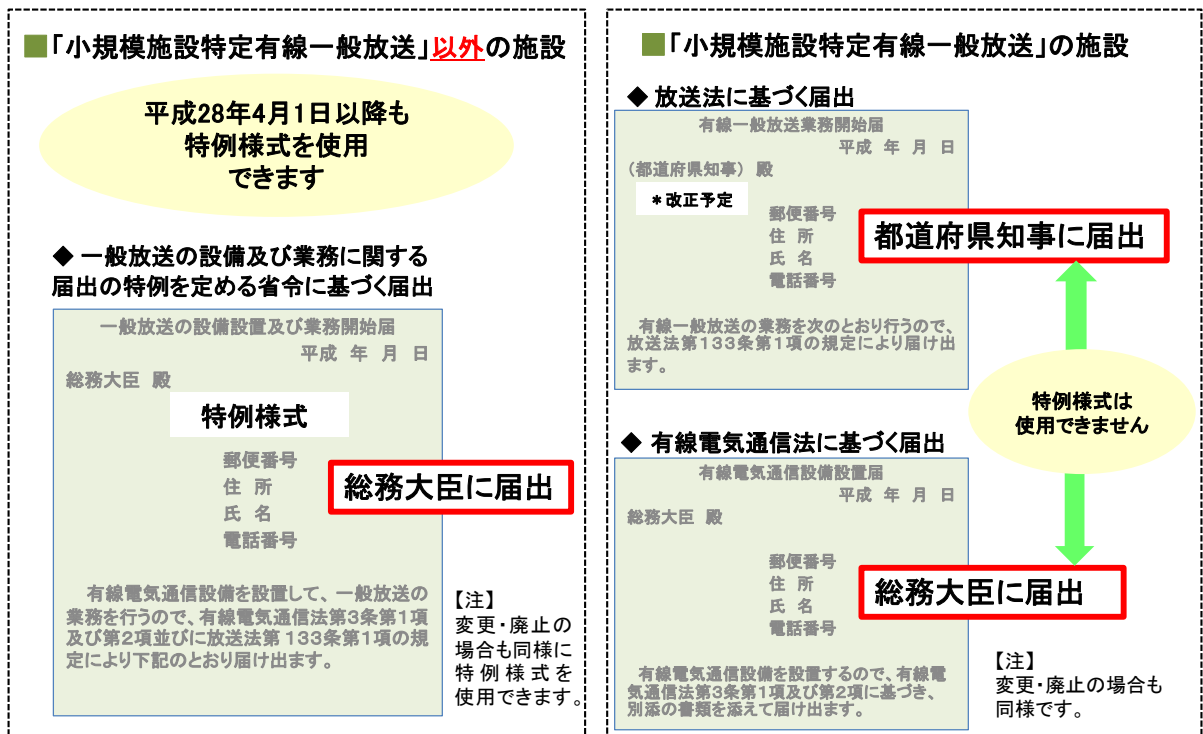 ■「小規模施設特定有線一般放送」以外の施設
平成28年4月1日以降も
特例様式を使用
できます
◆ 一般放送の設備及び業務に関する
届出の特例を定める省令に基づく届出
一般放送の設備設置及び業務開始届
平成 年 月 日
総務大臣 殿
特例様式
郵便番号
住 所
氏 名
電話番号
総務大臣に届出
有線電気通信設備を設置して、一般放送の
業務を行うので、有線電気通信法第3条第1項
及び第2項並びに放送法第133条第1項の規
定により下記のとおり届け出ます。
【注】
変更・廃止の
場合も同様に
特例様式を
使用できます。
■「小規模施設特定有線一般放送」の施設
◆ 放送法に基づく届出
有線一般放送業務開始届
平成 年 月 日
(都道府県知事) 殿
*改正予定
郵便番号
住 所
氏 名
電話番号
都道府県知事に届出
有線一般放送の業務を次のとおり行うので、
放送法第133条第1項の規定により届け出
ます。
特例様式は
使用できません
◆ 有線電気通信法に基づく届出
有線電気通信設備設置届
平成 年 月 日
総務大臣 殿
郵便番号
住 所
氏 名
電話番号
総務大臣に届出
有線電気通信設備を設置するので、有線電
気通信法第3条第1項及び第2項に基づき、
別添の書類を添えて届け出ます。
【注】
変更・廃止の場合も
同様です。